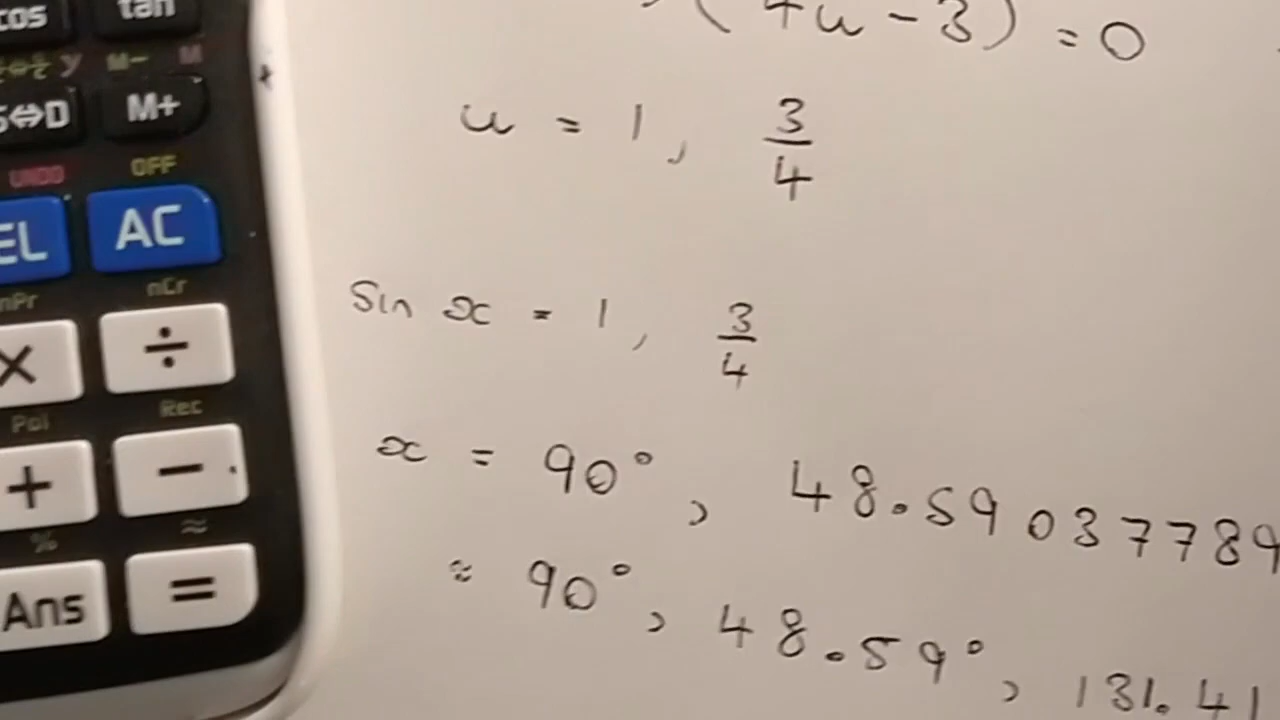 cos tan
(4u - 3) = 0
y M- M
S⇔D M+
u = 1, 3/4
UNDO OFF
AC
nCr
sin x = 1, 3/4
× ÷
Pol Rec
x = 90°, 48.59037789
+ −
% ≈
≈ 90°, 48.59°, 131.41
Ans =